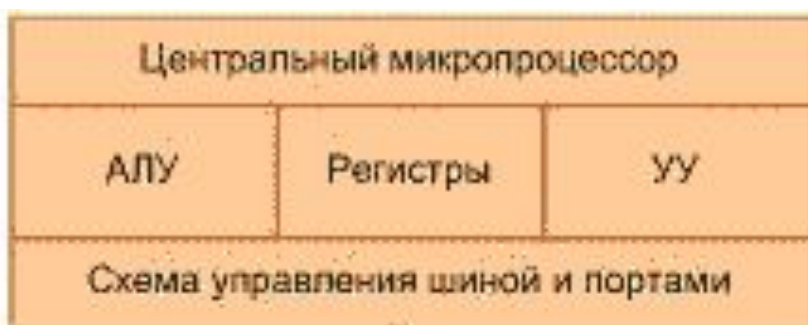 Центральный микропроцессор
АЛУ Регистры УУ
Схема управления шиной и портами